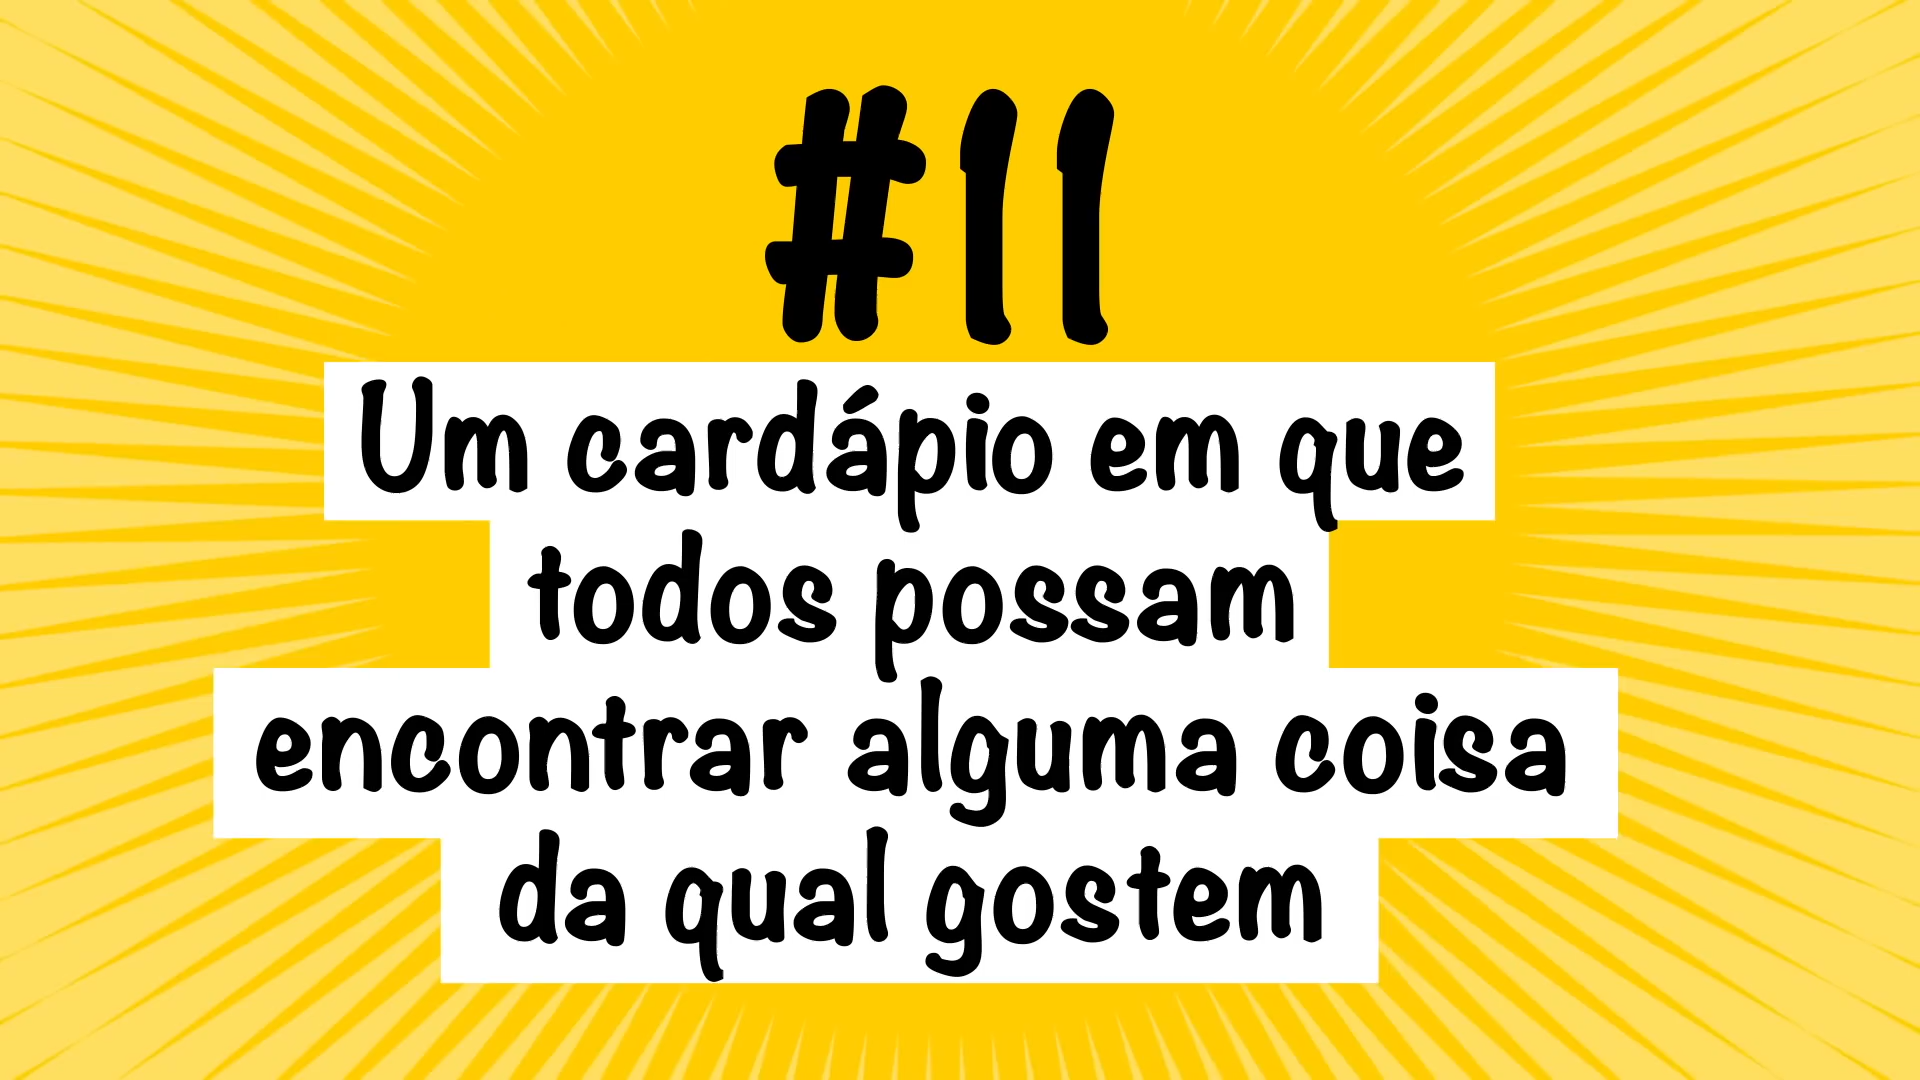 #11
Um cardápio em que
todos possam
encontrar alguma coisa
da qual gostem